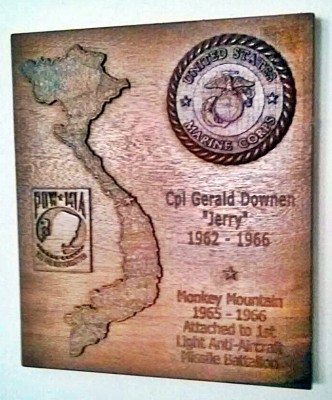 UNITED STATES
MARINE CORPS
Cpl Gerald Downen
"Jerry"
1962 - 1966
POW★MIA
Monkey Mountain
1965 - 1966
Attached to 1st
Light Anti-Aircraft
Missile Battalion